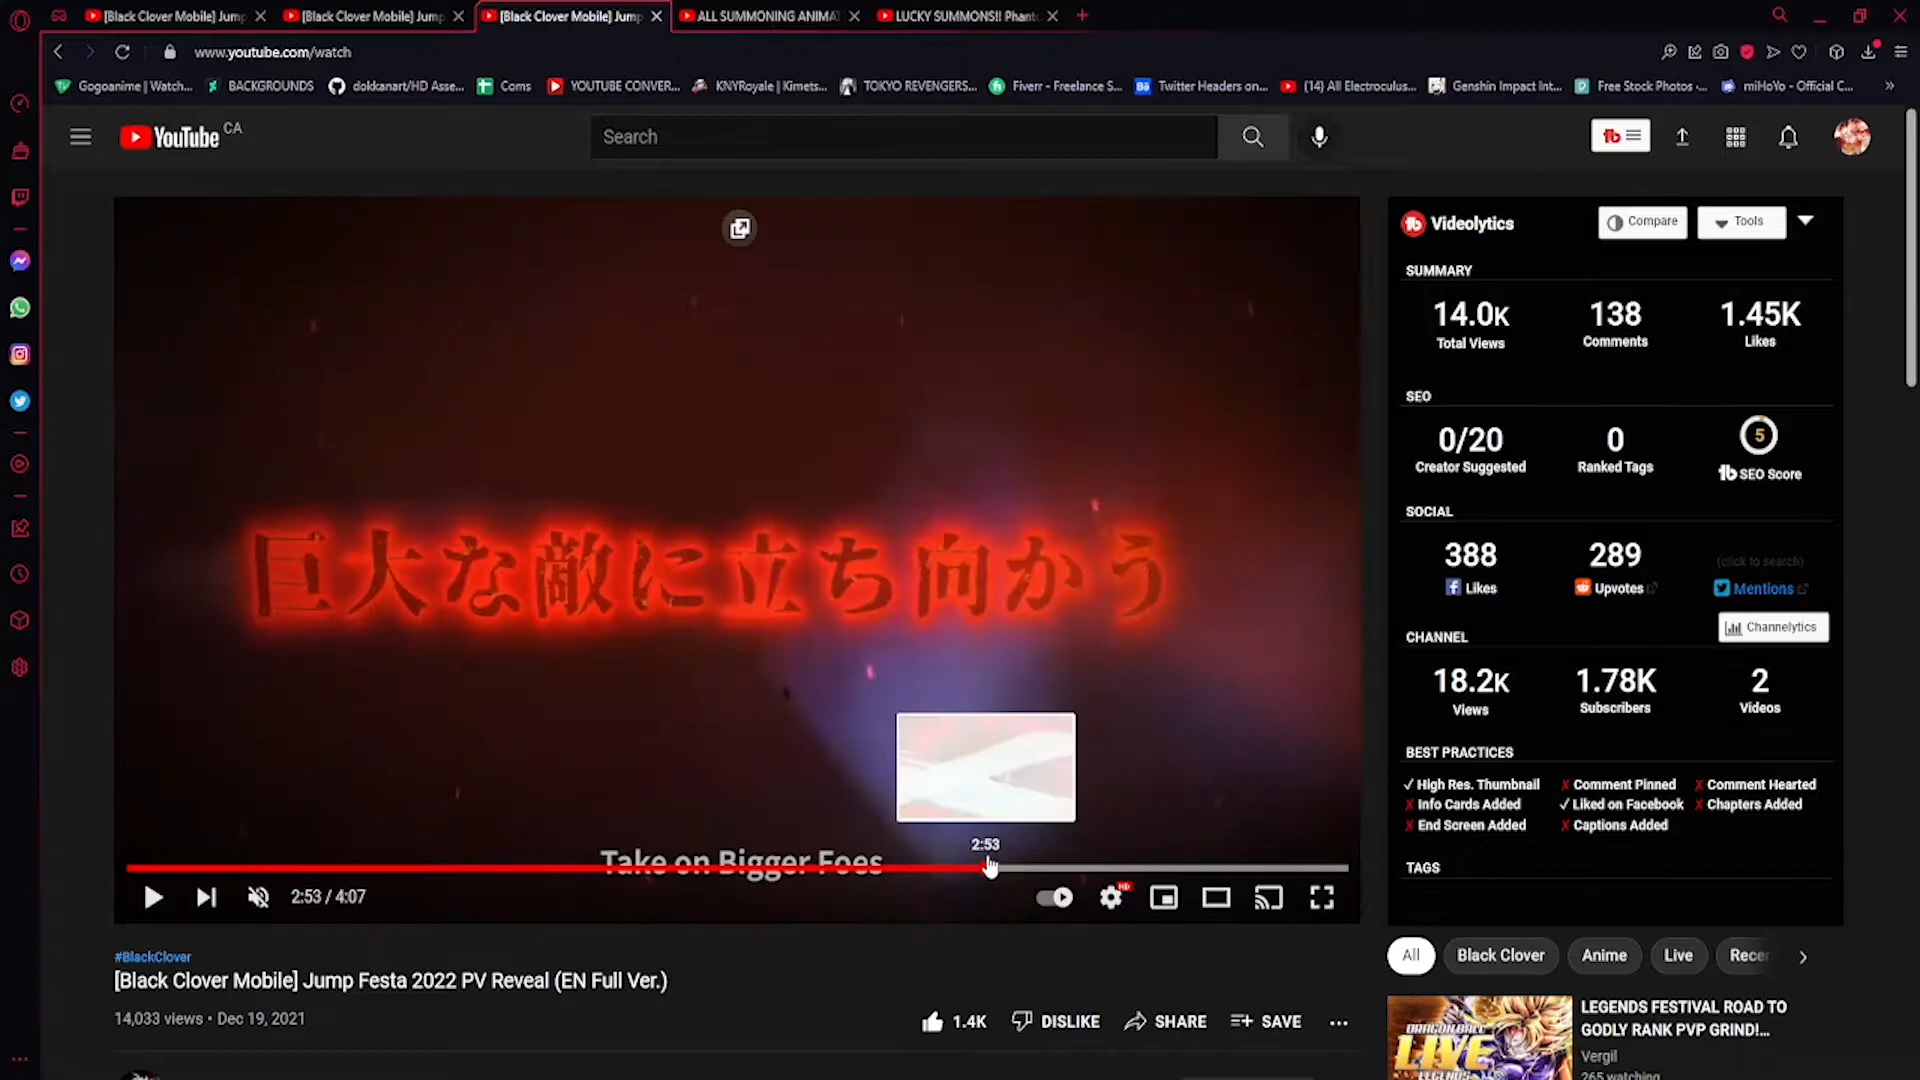 [Black Clover Mobile] Jump
[Black Clover Mobile] Jump
[Black Clover Mobile] Jump
ALL SUMMONING ANIMA
LUCKY SUMMONS!! Phant
www.youtube.com/watch
Gogoanime | Watch...
BACKGROUNDS
dokkanart/HD Asse...
Coms
YOUTUBE CONVER...
KNYRoyale | Kimets...
TOKYO REVENGERS...
Fiverr - Freelance S...
Twitter Headers on...
(14) All Electroculus...
Genshin Impact Int...
Free Stock Photos ·...
miHoYo - Official C...
YouTube CA
Search
巨大な敵に立ち向かう
Take on Bigger Foes
2:53
2:53 / 4:07
HD
Videolytics
Compare
Tools
SUMMARY
14.0K 138 1.45K
Total Views Comments Likes
SEO
0/20 0 5
Creator Suggested Ranked Tags tb SEO Score
SOCIAL
388 289 (click to search)
Likes Upvotes Mentions
Channelytics
CHANNEL
18.2K 1.78K 2
Views Subscribers Videos
BEST PRACTICES
✓ High Res. Thumbnail ✗ Comment Pinned ✗ Comment Hearted
✗ Info Cards Added ✓ Liked on Facebook ✗ Chapters Added
✗ End Screen Added ✗ Captions Added
TAGS
#BlackClover
[Black Clover Mobile] Jump Festa 2022 PV Reveal (EN Full Ver.)
14,033 views • Dec 19, 2021
1.4K DISLIKE SHARE SAVE
All Black Clover Anime Live Recer
LEGENDS FESTIVAL ROAD TO
GODLY RANK PVP GRIND!...
Vergil
265 watching
DRAGON BALL
LIVE
LEGENDS